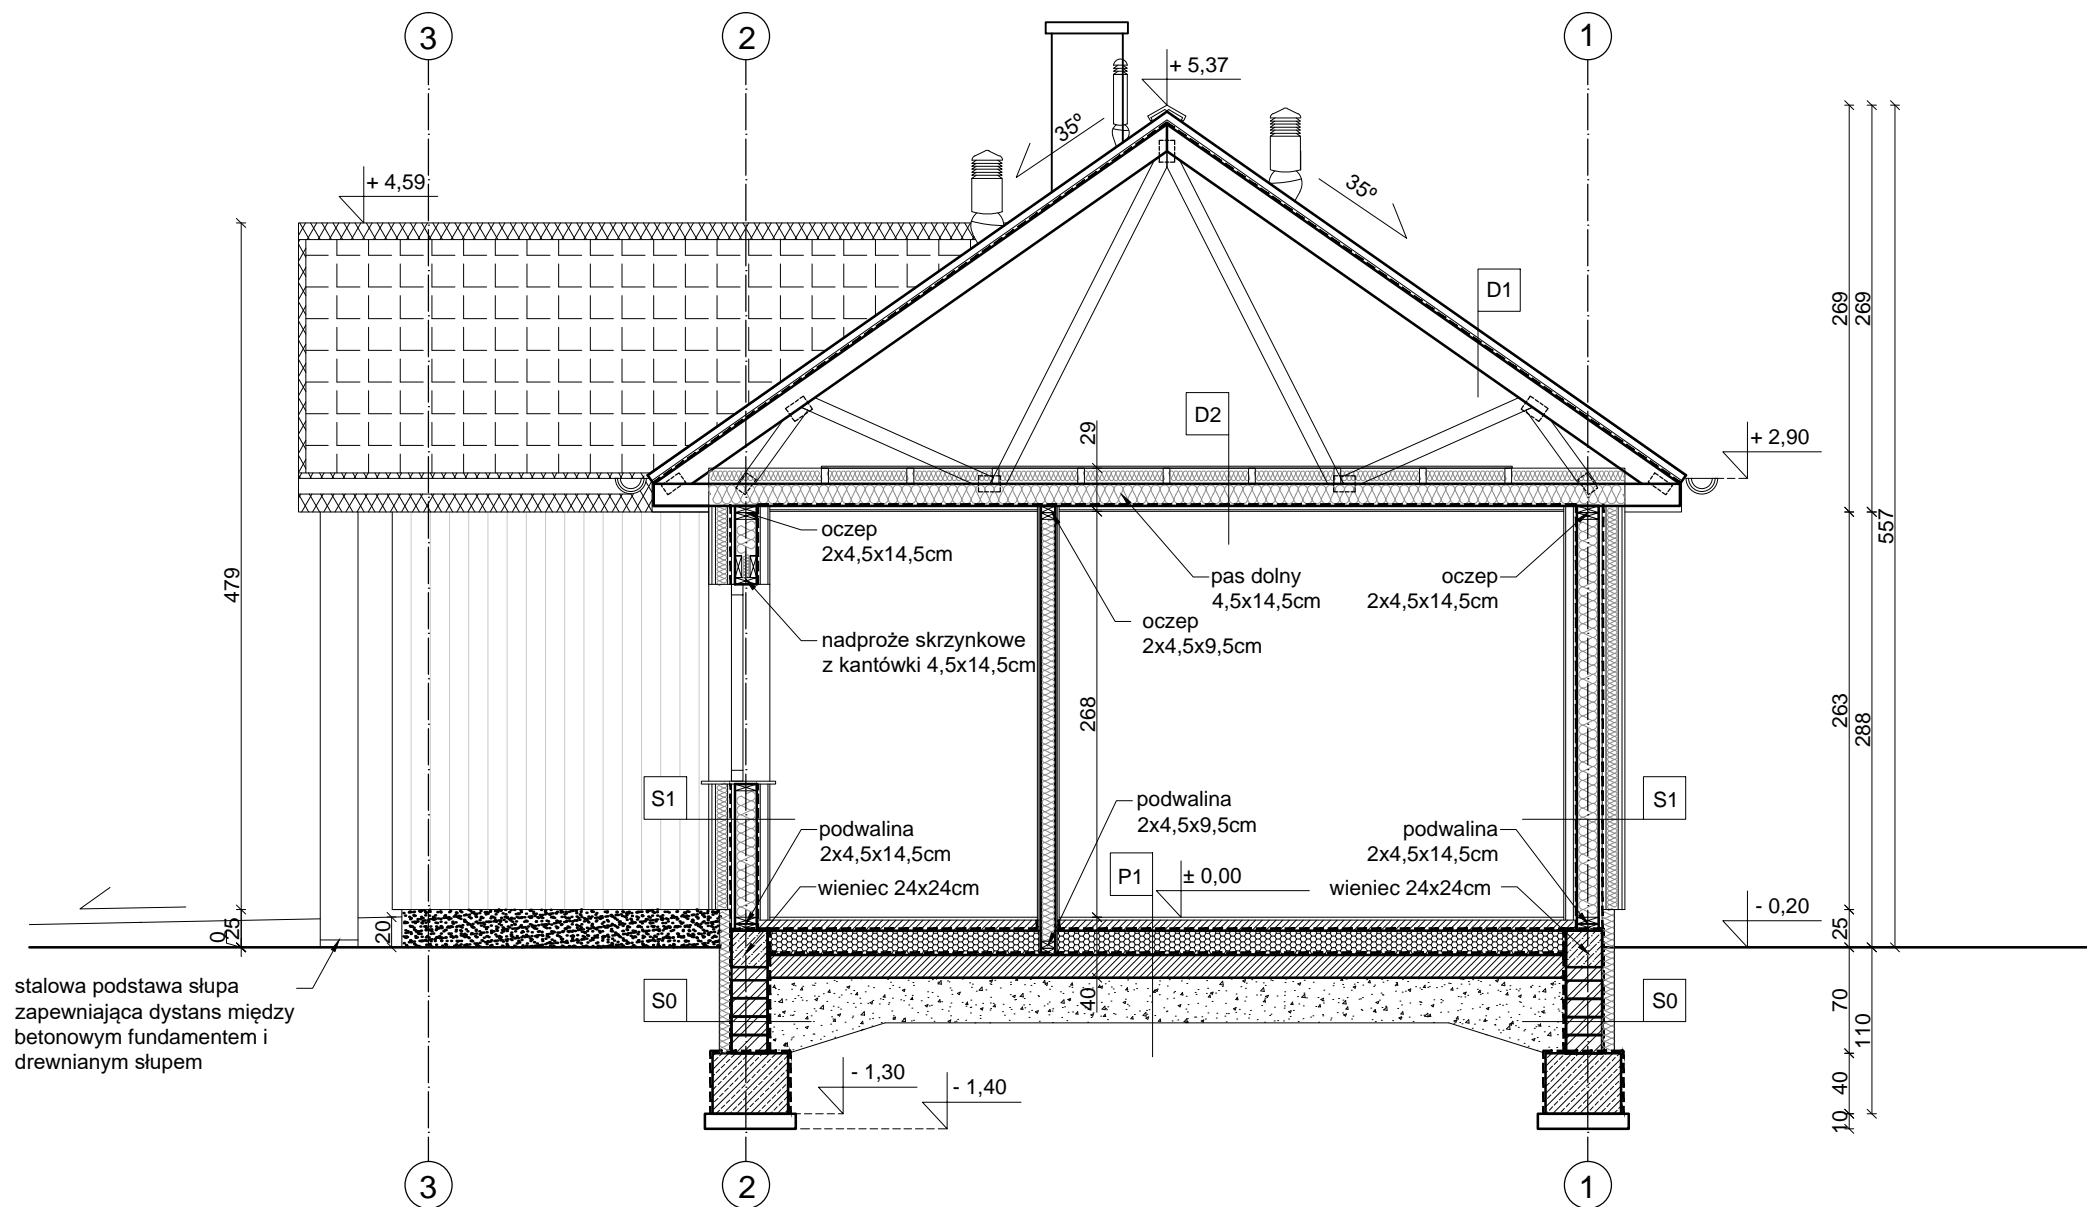 3
2
1
+ 5,37
35º
35º
+ 4,59
D1
269
269
D2
29
+ 2,90
557
oczep
2x4,5x14,5cm
pas dolny
4,5x14,5cm
oczep
2x4,5x14,5cm
oczep
2x4,5x9,5cm
nadproże skrzynkowe
z kantówki 4,5x14,5cm
479
268
263
288
S1
podwalina
2x4,5x9,5cm
S1
podwalina
2x4,5x14,5cm
podwalina
2x4,5x14,5cm
P1
± 0,00
wieniec 24x24cm
wieniec 24x24cm
- 0,20
0
25
20
25
stalowa podstawa słupa
zapewniająca dystans między
betonowym fundamentem i
drewnianym słupem
S0
40
S0
70
110
- 1,30
- 1,40
40
10
3
2
1